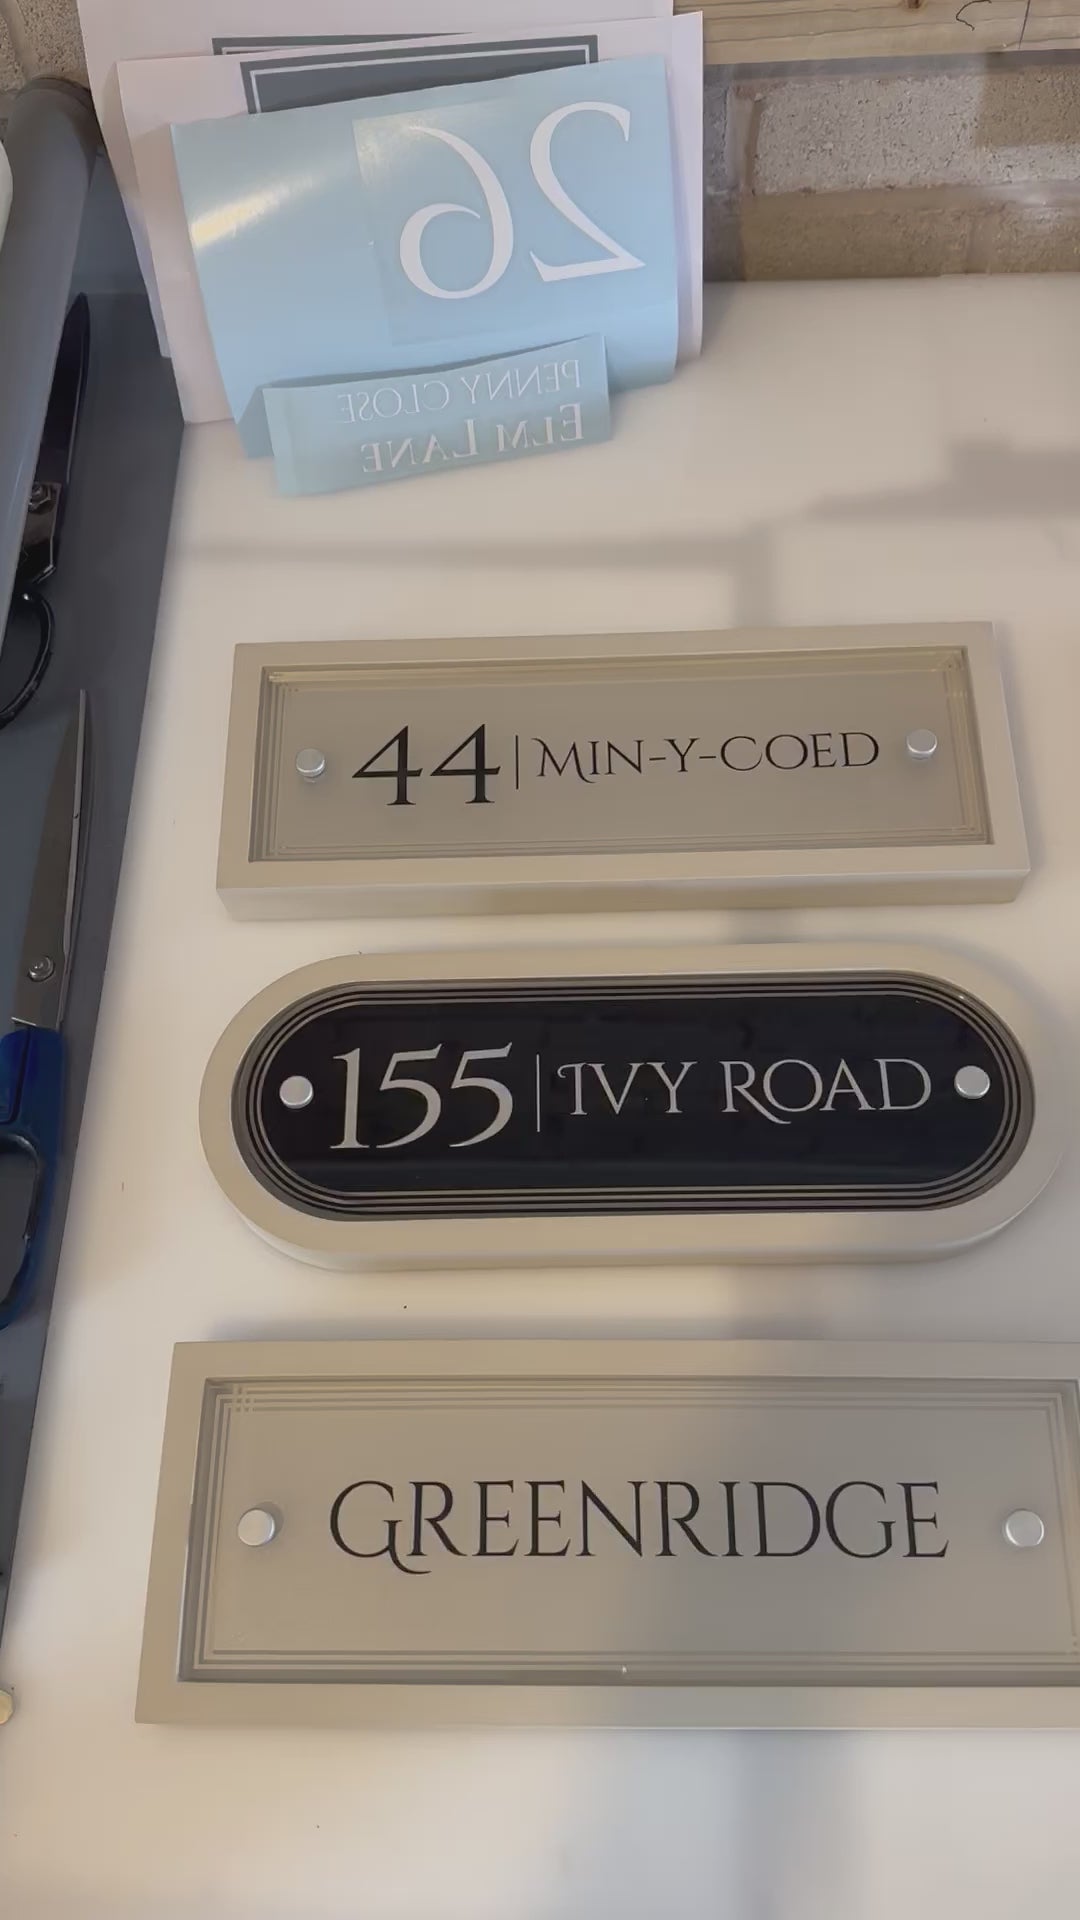 26
PENNY CLOSE
ELM LANE
44 | MIN-Y-COED
155 | IVY ROAD
GREENRIDGE